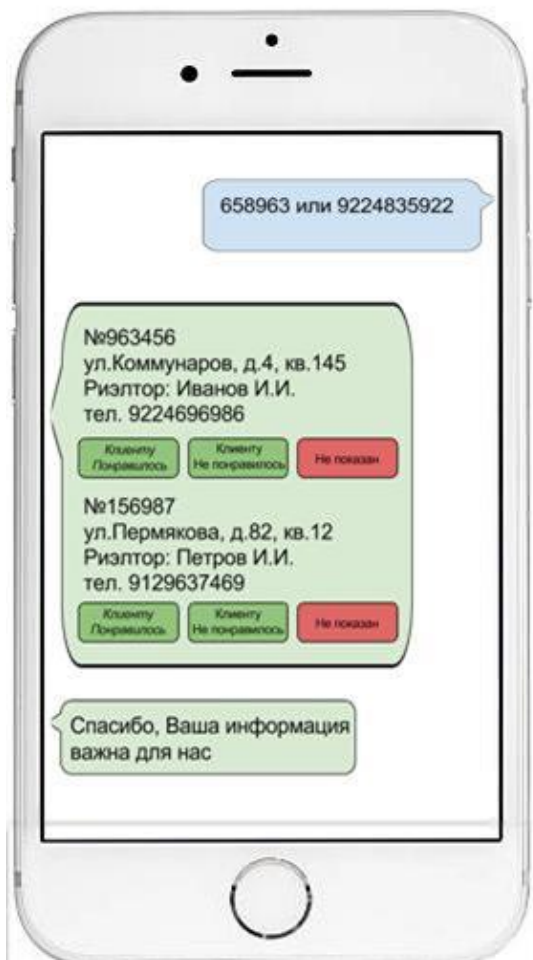 658963 или 9224835922
№963456
ул.Коммунаров, д.4, кв.145
Риэлтор: Иванов И.И.
тел. 9224696986
Клиенту
Понравилось
Клиенту
Не понравилось
Не показан
№156987
ул.Пермякова, д.82, кв.12
Риэлтор: Петров И.И.
тел. 9129637469
Клиенту
Понравилось
Клиенту
Не понравилось
Не показан
Спасибо, Ваша информация
важна для нас